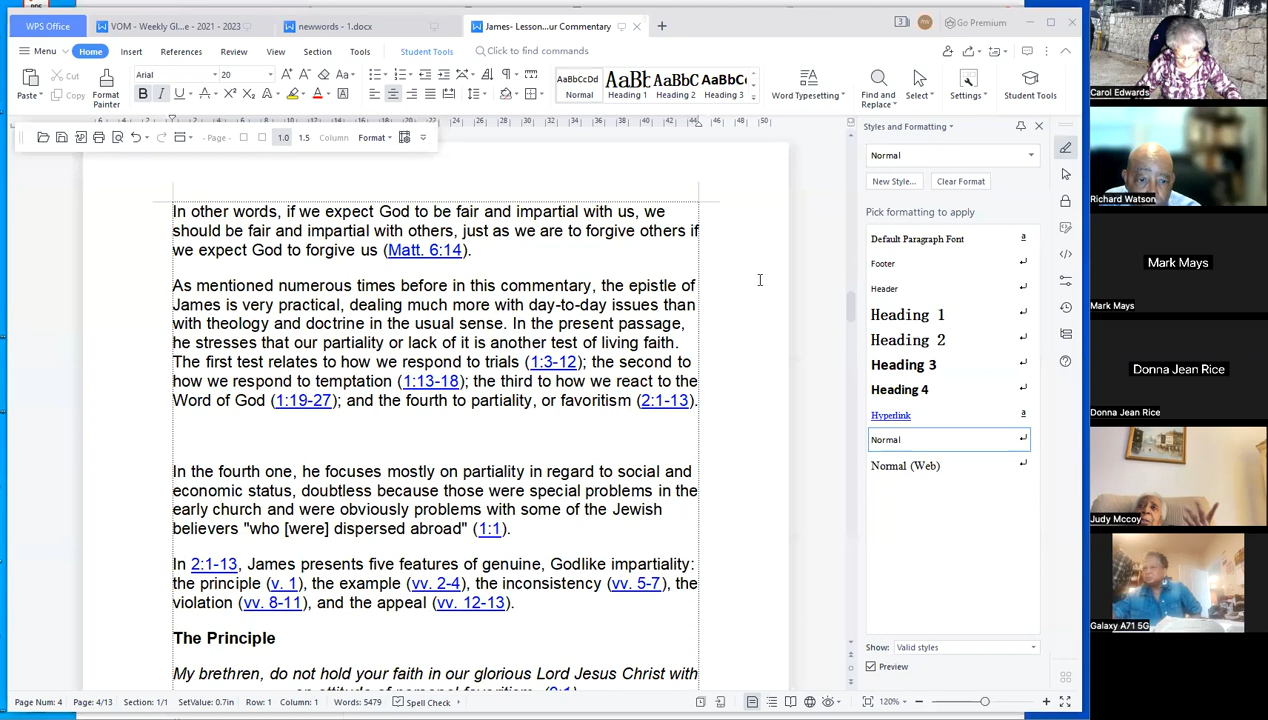 WPS Office
VOM - Weekly Gl...e - 2021 - 2023
newwords - 1.docx
James- Lesson...ur Commentary
Go Premium
Menu
Home
Insert
References
Review
View
Section
Tools
Student Tools
Click to find commands
Paste
Cut
Copy
Format Painter
Arial
20
AaBbCcDd
Normal
AaBb
Heading 1
AaBbC
Heading 2
AaBbC
Heading 3
Word Typesetting
Find and Replace
Select
Settings
Student Tools
- Page -
1.0
1.5
Column
Format
In other words, if we expect God to be fair and impartial with us, we
should be fair and impartial with others, just as we are to forgive others if
we expect God to forgive us (Matt. 6:14).
As mentioned numerous times before in this commentary, the epistle of
James is very practical, dealing much more with day-to-day issues than
with theology and doctrine in the usual sense. In the present passage,
he stresses that our partiality or lack of it is another test of living faith.
The first test relates to how we respond to trials (1:3-12); the second to
how we respond to temptation (1:13-18); the third to how we react to the
Word of God (1:19-27); and the fourth to partiality, or favoritism (2:1-13).
In the fourth one, he focuses mostly on partiality in regard to social and
economic status, doubtless because those were special problems in the
early church and were obviously problems with some of the Jewish
believers "who [were] dispersed abroad" (1:1).
In 2:1-13, James presents five features of genuine, Godlike impartiality:
the principle (v. 1), the example (vv. 2-4), the inconsistency (vv. 5-7), the
violation (vv. 8-11), and the appeal (vv. 12-13).
The Principle
My brethren, do not hold your faith in our glorious Lord Jesus Christ with
Styles and Formatting
Normal
New Style...
Clear Format
Pick formatting to apply
Default Paragraph Font
Footer
Header
Heading 1
Heading 2
Heading 3
Heading 4
Hyperlink
Normal
Normal (Web)
Show:
Valid styles
Preview
Page Num: 4
Page: 4/13
Section: 1/1
SetValue: 0.7in
Row: 1
Column: 1
Words: 5479
Spell Check
120%
Carol Edwards
Richard Watson
Mark Mays
Mark Mays
Donna Jean Rice
Donna Jean Rice
Judy Mccoy
Galaxy A71 5G